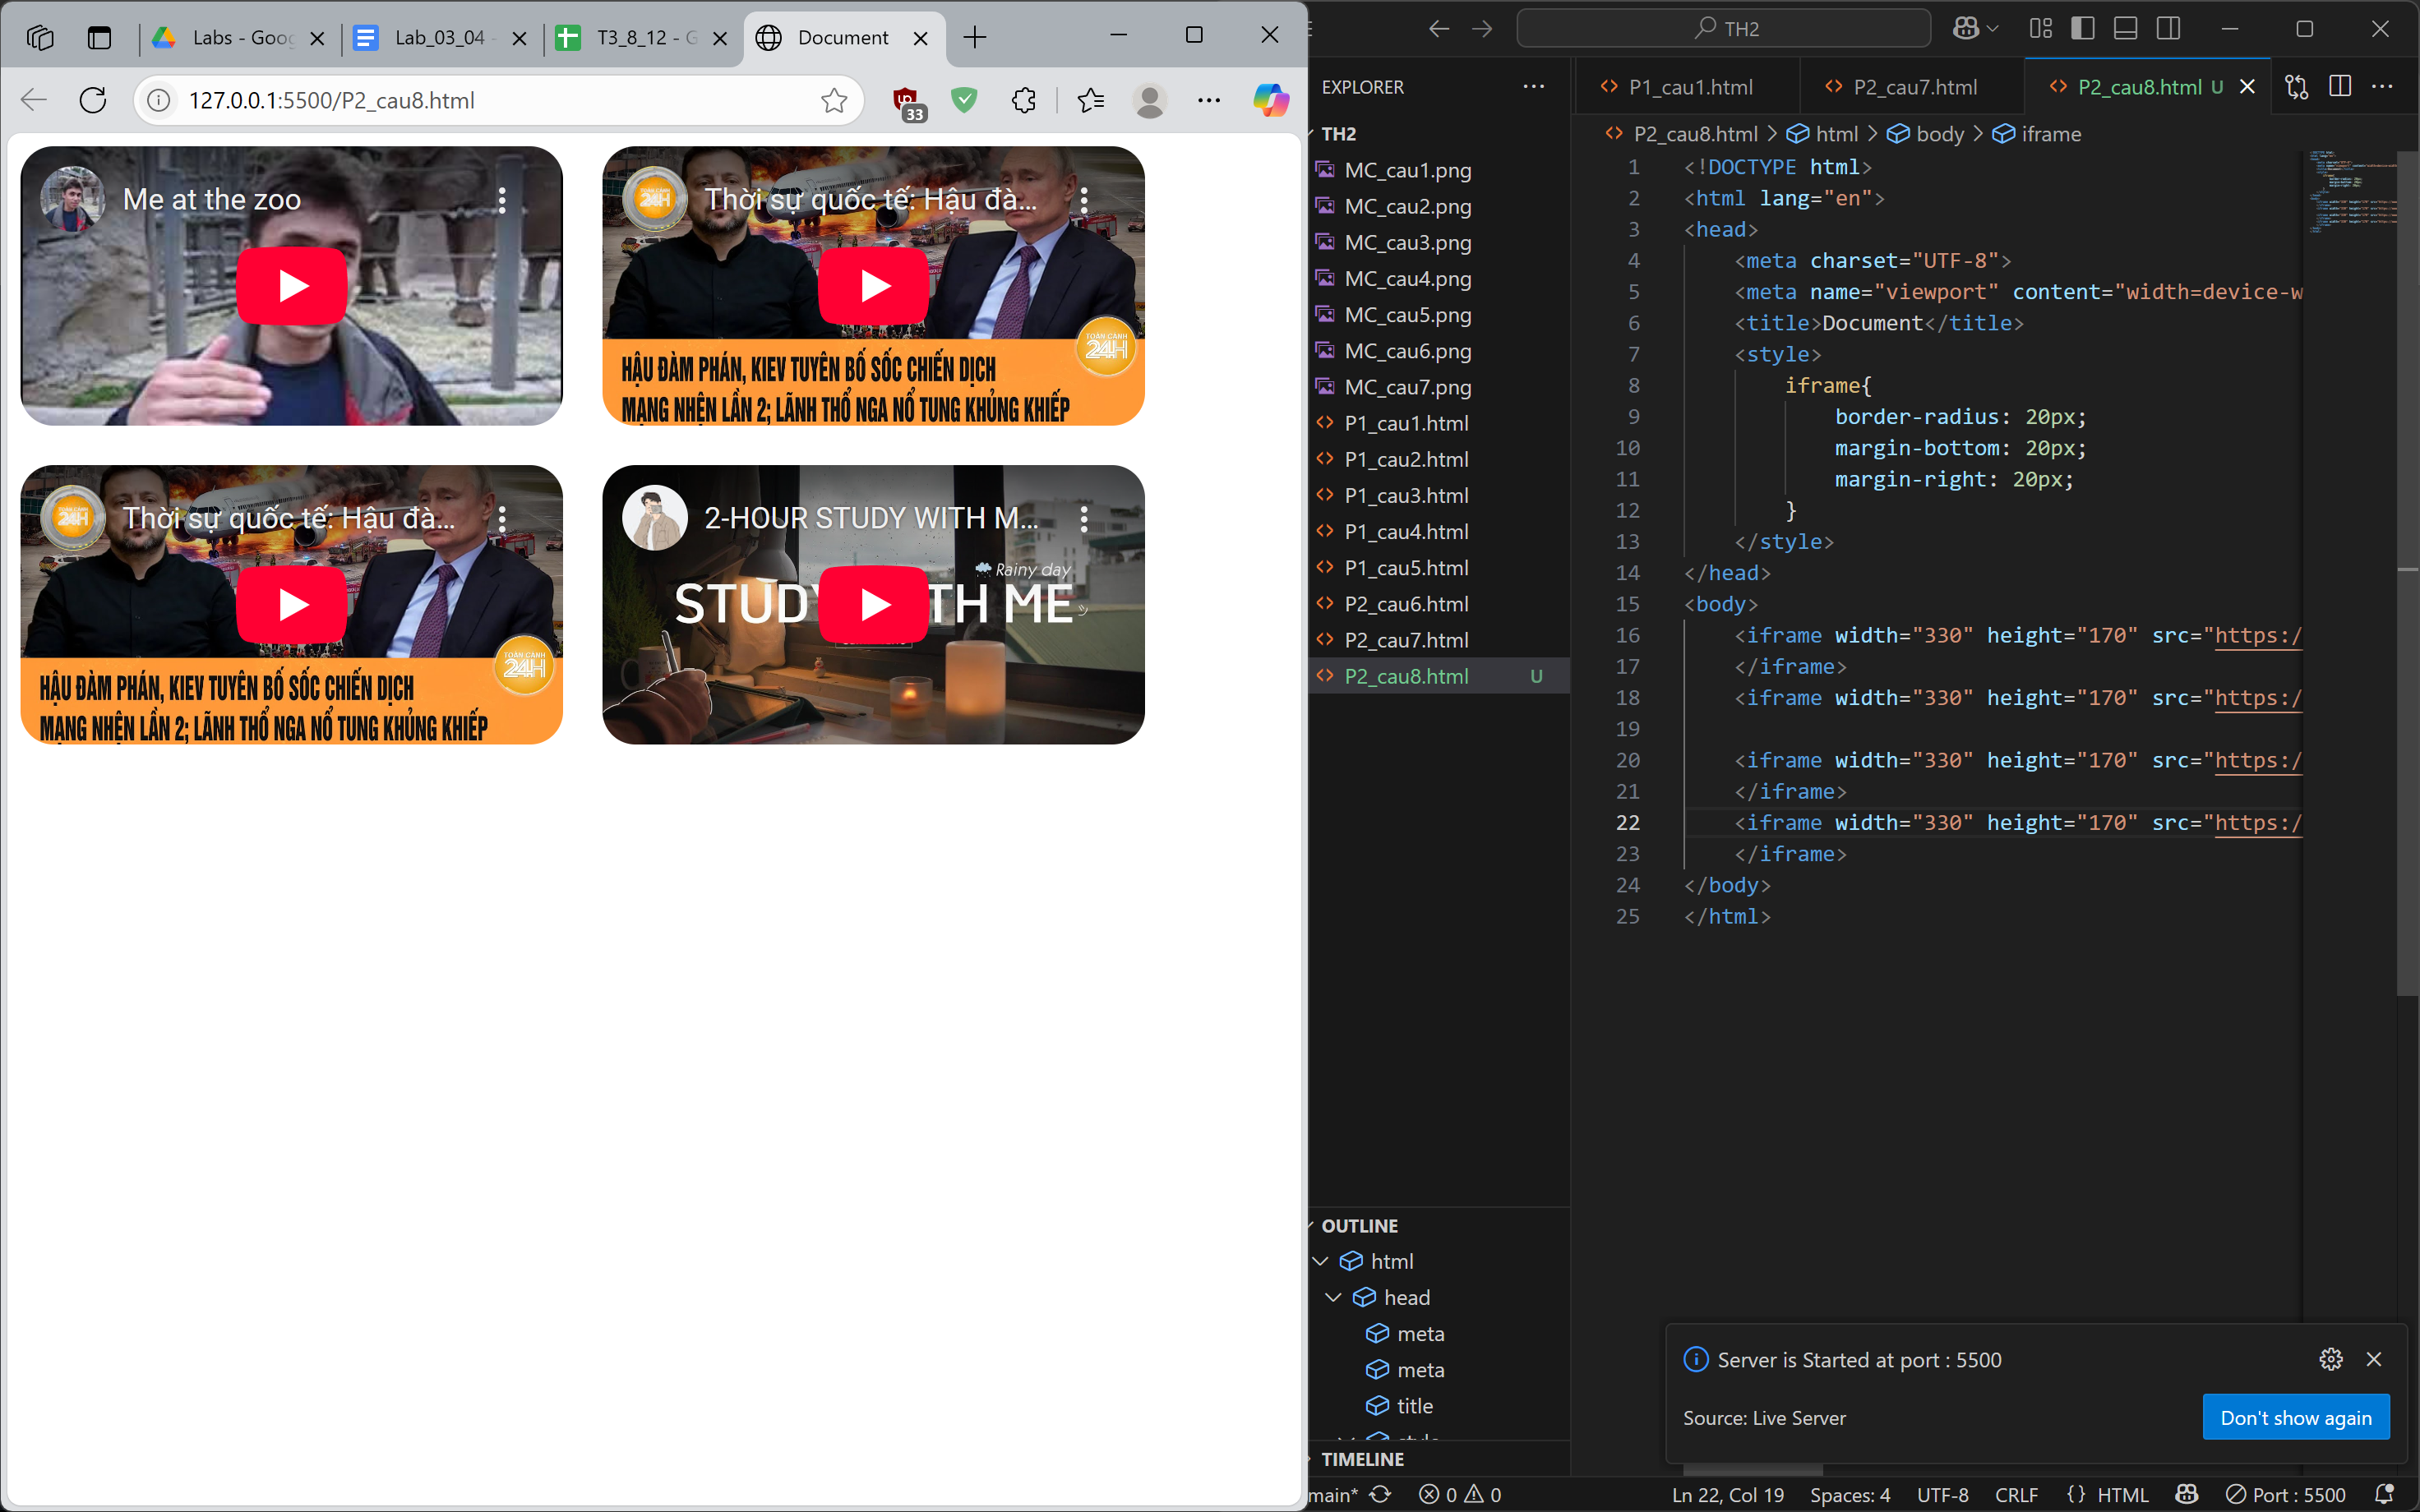 Labs - Goog
Lab_03_04 -
T3_8_12 - G
Document
127.0.0.1:5500/P2_cau8.html
33
Me at the zoo
24H
Thời sự quốc tế: Hậu đà...
TOÀN CẢNH
24H
HẬU ĐÀM PHÁN, KIEV TUYÊN BỐ SỐC CHIẾN DỊCH
MẠNG NHỆN LẦN 2; LÃNH THỔ NGA NỔ TUNG KHỦNG KHIẾP
24H
Thời sự quốc tế: Hậu đà...
TOÀN CẢNH
24H
HẬU ĐÀM PHÁN, KIEV TUYÊN BỐ SỐC CHIẾN DỊCH
MẠNG NHỆN LẦN 2; LÃNH THỔ NGA NỔ TUNG KHỦNG KHIẾP
2-HOUR STUDY WITH M...
Rainy day
STUDY TH ME
TH2
EXPLORER
TH2
MC_cau1.png
MC_cau2.png
MC_cau3.png
MC_cau4.png
MC_cau5.png
MC_cau6.png
MC_cau7.png
P1_cau1.html
P1_cau2.html
P1_cau3.html
P1_cau4.html
P1_cau5.html
P2_cau6.html
P2_cau7.html
P2_cau8.html U
OUTLINE
html
head
meta
meta
title
TIMELINE
P1_cau1.html
P2_cau7.html
P2_cau8.html U
P2_cau8.html > html > body > iframe
1 <!DOCTYPE html>
2 <html lang="en">
3 <head>
4 <meta charset="UTF-8">
5 <meta name="viewport" content="width=device-w
6 <title>Document</title>
7 <style>
8 iframe{
9 border-radius: 20px;
10 margin-bottom: 20px;
11 margin-right: 20px;
12 }
13 </style>
14 </head>
15 <body>
16 <iframe width="330" height="170" src="https:/
17 </iframe>
18 <iframe width="330" height="170" src="https:/
19
20 <iframe width="330" height="170" src="https:/
21 </iframe>
22 <iframe width="330" height="170" src="https:/
23 </iframe>
24 </body>
25 </html>
Server is Started at port : 5500
Source: Live Server
Don't show again
main* 0 0
Ln 22, Col 19 Spaces: 4 UTF-8 CRLF {} HTML Port : 5500